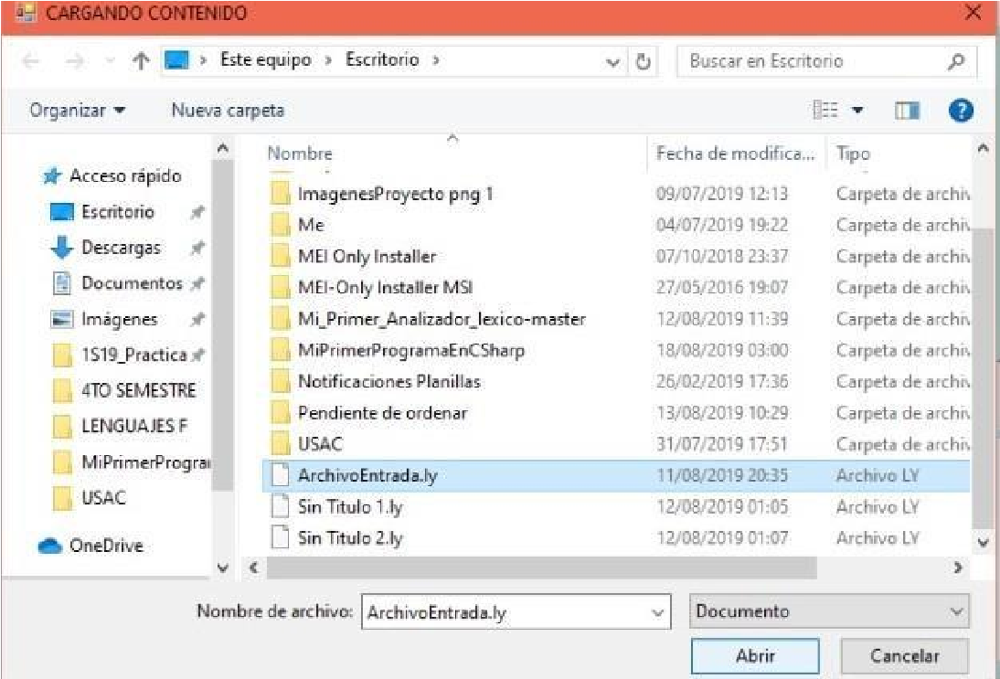 CARGANDO CONTENIDO
Este equipo > Escritorio >
Buscar en Escritorio
Organizar
Nueva carpeta
Nombre Fecha de modifica... Tipo
Acceso rápido
Escritorio
Descargas
Documentos
Imágenes
1S19_Practica
4TO SEMESTRE
LENGUAJES F
MiPrimerProgra
USAC
OneDrive
ImagenesProyecto png 1 09/07/2019 12:13 Carpeta de archiv
Me 04/07/2019 19:22 Carpeta de archiv
MEI Only Installer 07/10/2018 23:37 Carpeta de archiv
MEI-Only Installer MSI 27/05/2016 19:07 Carpeta de archiv
Mi_Primer_Analizador_lexico-master 12/08/2019 11:39 Carpeta de archiv
MiPrimerProgramaEnCSharp 18/08/2019 03:00 Carpeta de archiv
Notificaciones Planillas 26/02/2019 17:36 Carpeta de archiv
Pendiente de ordenar 13/08/2019 10:29 Carpeta de archiv
USAC 31/07/2019 17:51 Carpeta de archiv
ArchivoEntrada.ly 11/08/2019 20:35 Archivo LY
Sin Titulo 1.ly 12/08/2019 01:05 Archivo LY
Sin Titulo 2.ly 12/08/2019 01:07 Archivo LY
Nombre de archivo: ArchivoEntrada.ly Documento
Abrir Cancelar